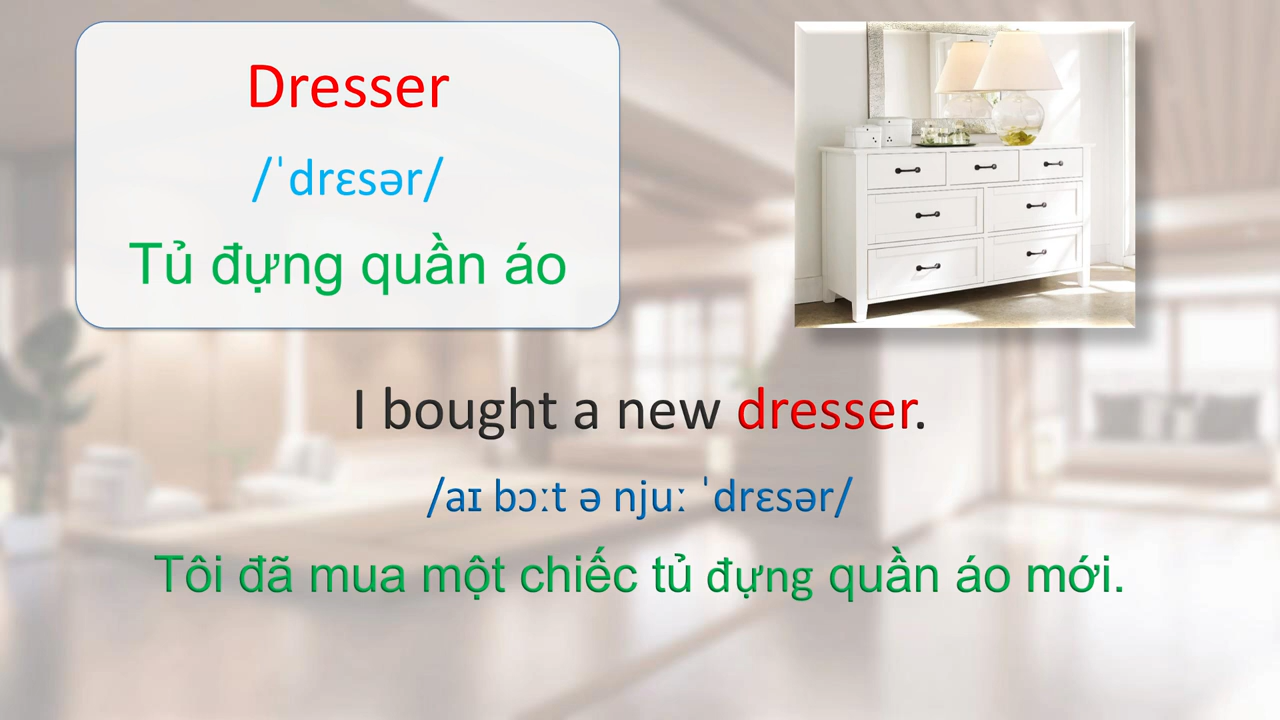 Dresser
/ˈdrɛsər/
Tủ đựng quần áo
I bought a new dresser.
/aɪ bɔːt ə njuː ˈdrɛsər/
Tôi đã mua một chiếc tủ đựng quần áo mới.